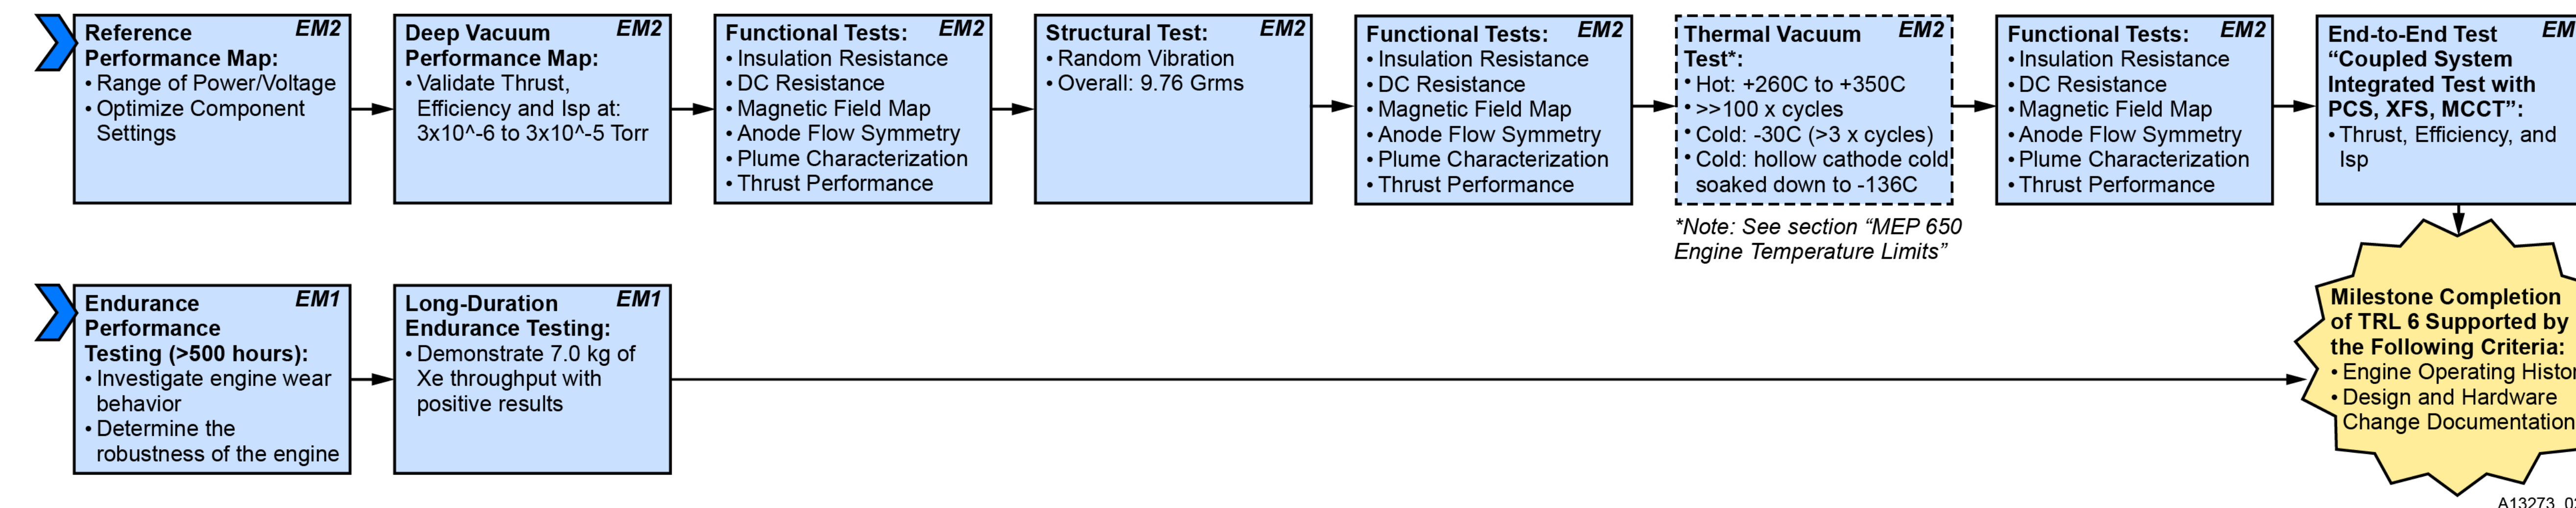 Reference EM2
Performance Map:
• Range of Power/Voltage
• Optimize Component
Settings
Deep Vacuum EM2
Performance Map:
• Validate Thrust,
Efficiency and Isp at:
3x10^-6 to 3x10^-5 Torr
Functional Tests: EM2
• Insulation Resistance
• DC Resistance
• Magnetic Field Map
• Anode Flow Symmetry
• Plume Characterization
• Thrust Performance
Structural Test: EM2
• Random Vibration
• Overall: 9.76 Grms
Functional Tests: EM2
• Insulation Resistance
• DC Resistance
• Magnetic Field Map
• Anode Flow Symmetry
• Plume Characterization
• Thrust Performance
Thermal Vacuum EM2
Test*:
• Hot: +260C to +350C
• >>100 x cycles
• Cold: -30C (>3 x cycles)
• Cold: hollow cathode cold
soaked down to -136C
*Note: See section “MEP 650
Engine Temperature Limits”
Functional Tests: EM2
• Insulation Resistance
• DC Resistance
• Magnetic Field Map
• Anode Flow Symmetry
• Plume Characterization
• Thrust Performance
End-to-End Test EM
“Coupled System
Integrated Test with
PCS, XFS, MCCT”:
• Thrust, Efficiency, and
Isp
Endurance EM1
Performance
Testing (>500 hours):
• Investigate engine wear
behavior
• Determine the
robustness of the engine
Long-Duration EM1
Endurance Testing:
• Demonstrate 7.0 kg of
Xe throughput with
positive results
Milestone Completion
of TRL 6 Supported by
the Following Criteria:
• Engine Operating Histor
• Design and Hardware
Change Documentation
A13273_0